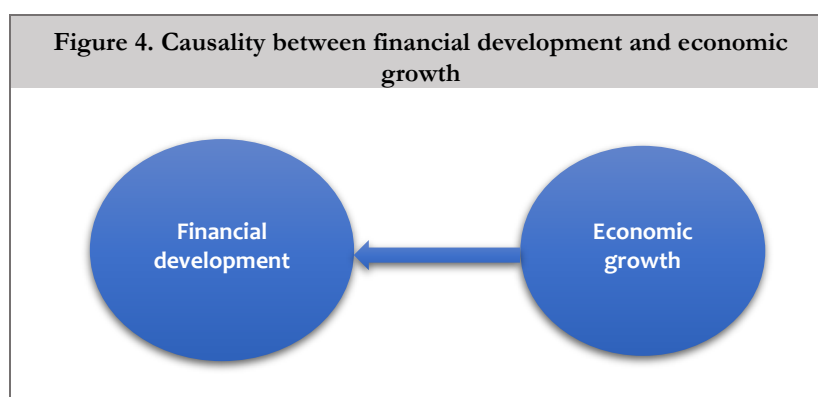 Figure 4. Causality between financial development and economic
growth
Financial
development
Economic
growth